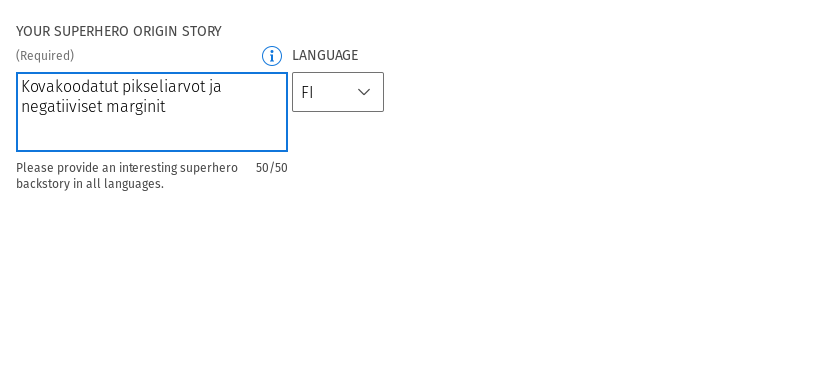 YOUR SUPERHERO ORIGIN STORY
(Required)
LANGUAGE
Kovakoodatut pikseliarvot ja
negatiiviset marginit
FI
Please provide an interesting superhero
backstory in all languages.
50/50